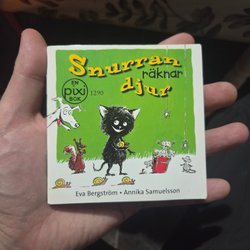 Snurran
räknar
djur
EN
pixi
BOK
1290
Eva Bergström • Annika Samuelsson